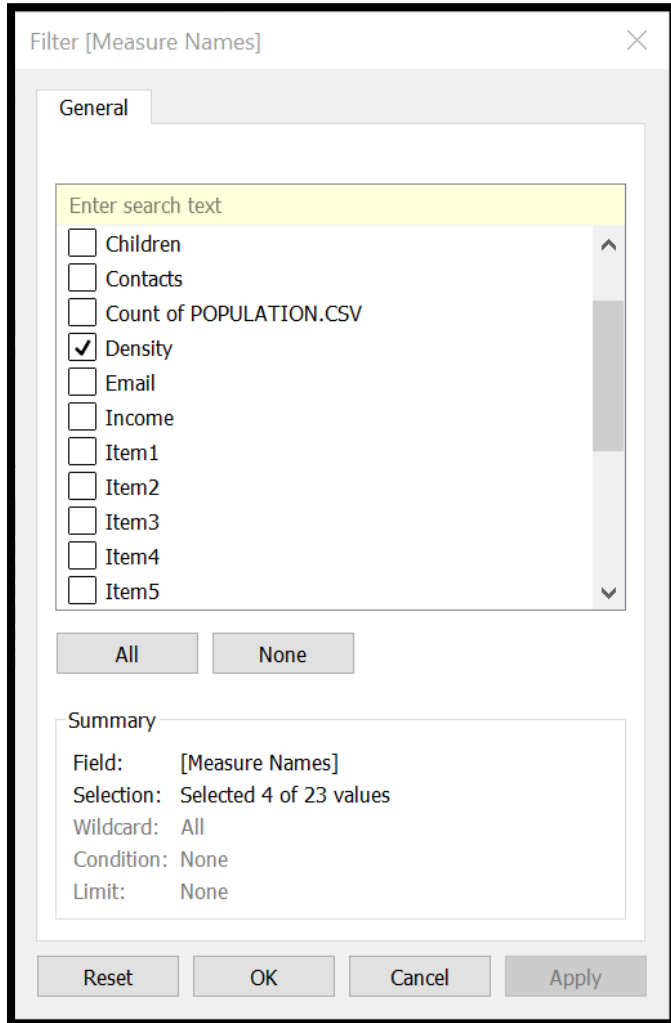 Filter [Measure Names]
General
Enter search text
Children
Contacts
Count of POPULATION.CSV
Density
Email
Income
Item1
Item2
Item3
Item4
Item5
All None
Summary
Field: [Measure Names]
Selection: Selected 4 of 23 values
Wildcard: All
Condition: None
Limit: None
Reset OK Cancel Apply